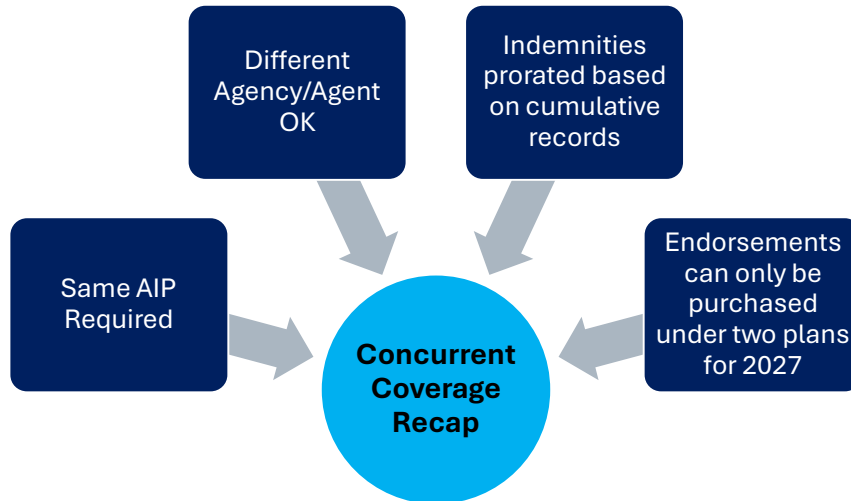 Different
Agency/Agent
OK
Indemnities
prorated based
on cumulative
records
Same AIP
Required
Endorsements
can only be
purchased
under two plans
for 2027
Concurrent
Coverage
Recap